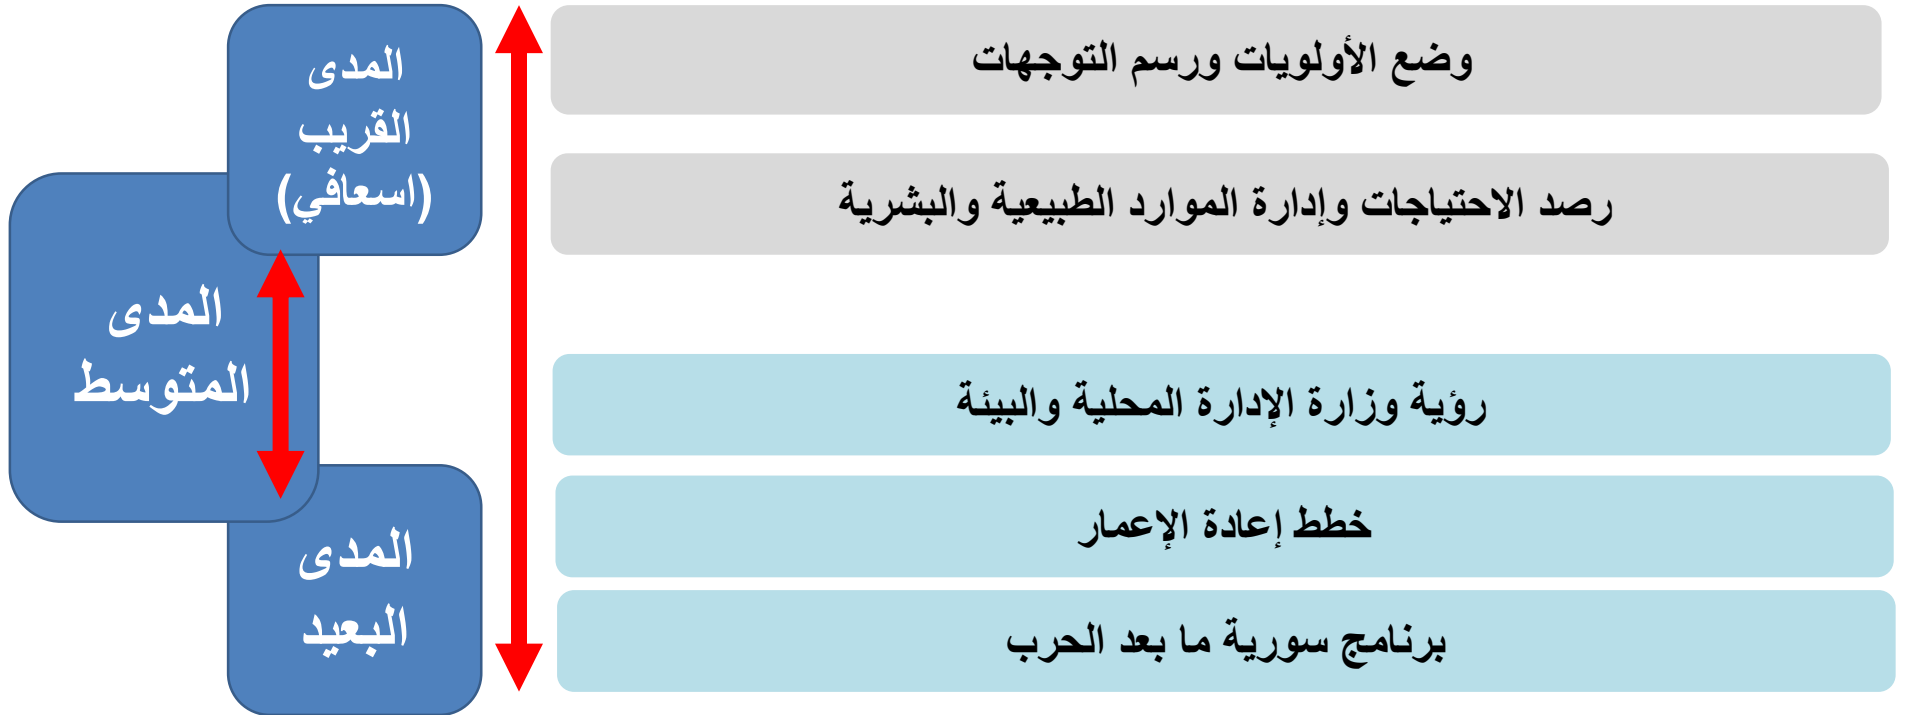 المدى
القريب
(اسعافي)
المدى
المتوسط
المدى
البعيد
وضع الأولويات ورسم التوجهات
رصد الاحتياجات وإدارة الموارد الطبيعية والبشرية
رؤية وزارة الإدارة المحلية والبيئة
خطط إعادة الإعمار
برنامج سورية ما بعد الحرب